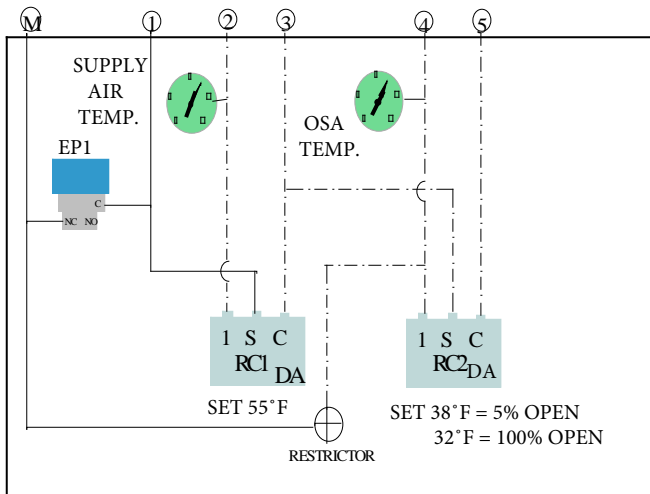 M 1 2 3 4 5
SUPPLY
AIR
TEMP.
OSA
TEMP.
EP1
C
NC NO
1 S C
RC1 DA
1 S C
RC2 DA
SET 55°F
SET 38°F = 5% OPEN
32°F = 100% OPEN
RESTRICTOR